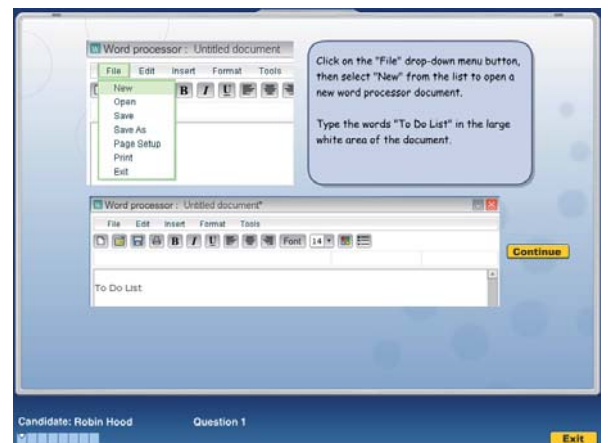 Word processor : Untitled document
File Edit Insert Format Tools
New
Open
Save
Save As
Page Setup
Print
Exit
B I U
Click on the "File" drop-down menu button,
then select "New" from the list to open a
new word processor document.
Type the words "To Do List" in the large
white area of the document.
Word processor : Untitled document*
File Edit Insert Format Tools
B I U Font 14
To Do List
Continue
Candidate: Robin Hood Question 1
Exit